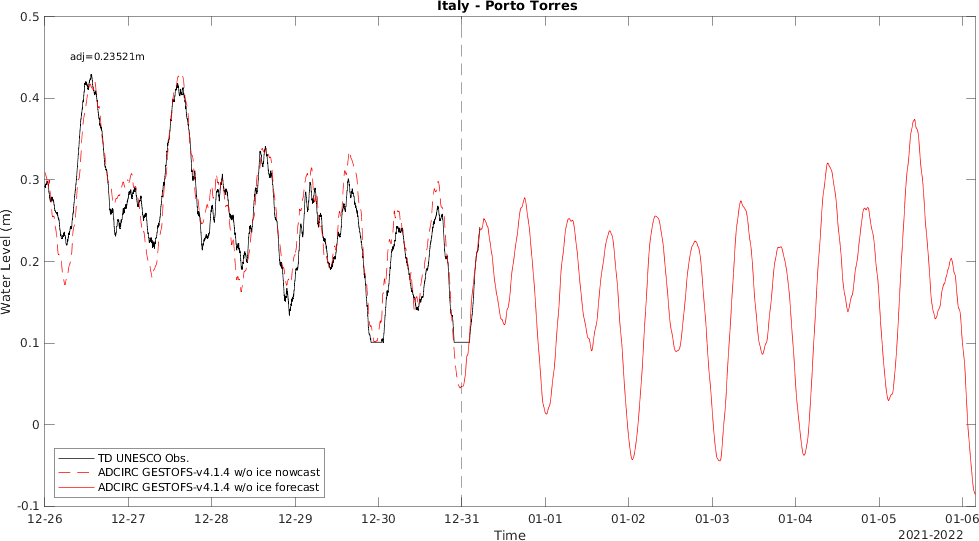 Italy - Porto Torres
adj=0.23521m
Water Level (m)
0.5
0.4
0.3
0.2
0.1
0
-0.1
TD UNESCO Obs.
ADCIRC GESTOFS-v4.1.4 w/o ice nowcast
ADCIRC GESTOFS-v4.1.4 w/o ice forecast
12-26 12-27 12-28 12-29 12-30 12-31 01-01 01-02 01-03 01-04 01-05 01-06
Time
2021-2022